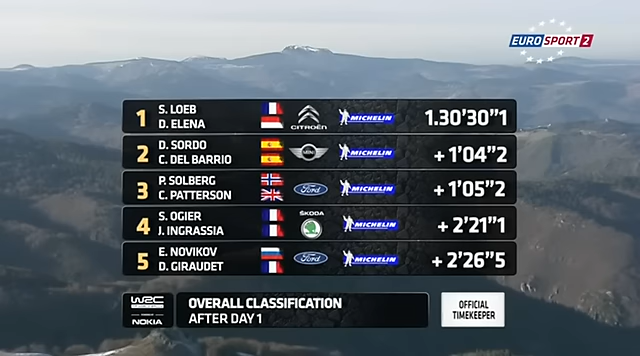 EUROSPORT 2
1 S. LOEB
D. ELENA
CITROËN MICHELIN 1.30'30"1
2 D. SORDO
C. DEL BARRIO
MINI MICHELIN + 1'04"2
3 P. SOLBERG
C. PATTERSON
Ford MICHELIN + 1'05"2
4 S. OGIER
J. INGRASSIA
ŠKODA MICHELIN + 2'21"1
5 E. NOVIKOV
D. GIRAUDET
Ford MICHELIN + 2'26"5
WRC
NOKIA
OVERALL CLASSIFICATION
AFTER DAY 1
OFFICIAL
TIMEKEEPER